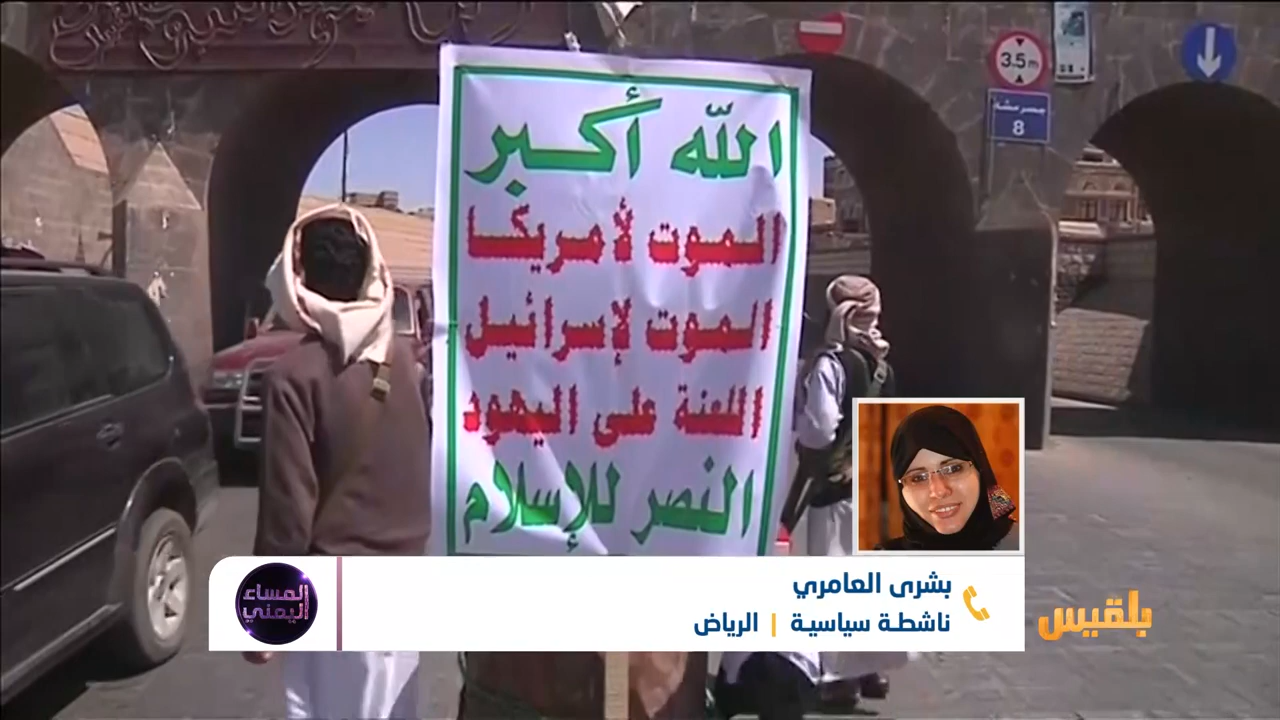 الله أكبر
الموت لأمريكا
الموت لإسرائيل
اللعنة على اليهود
النصر للإسلام
3.5m
8
بشرى العامري
ناشطة سياسية | الرياض
المساء
اليمني
بلقيس